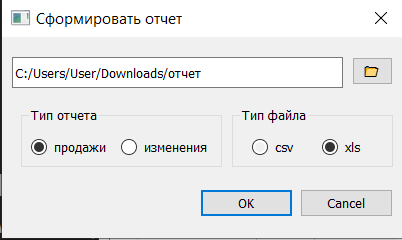 Сформировать отчет
C:/Users/User/Downloads/отчет
Тип отчета
продажи
изменения
Тип файла
csv
xls
OK
Cancel